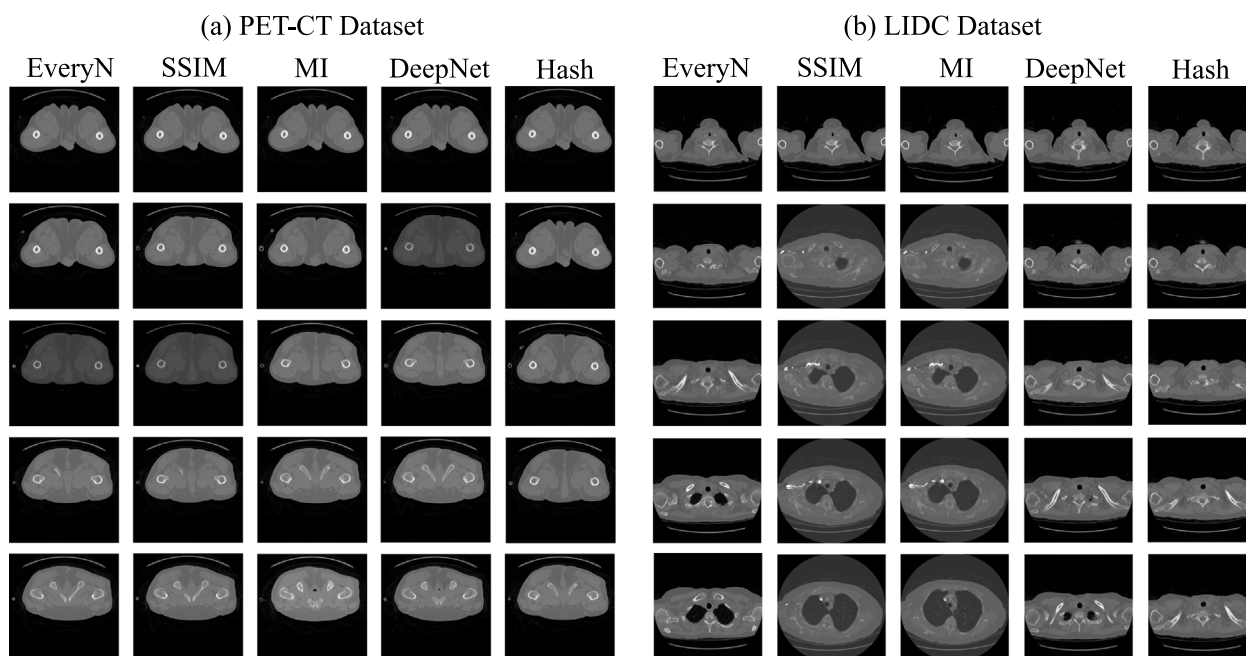 (a) PET-CT Dataset
EveryN SSIM MI DeepNet Hash
(b) LIDC Dataset
EveryN SSIM MI DeepNet Hash